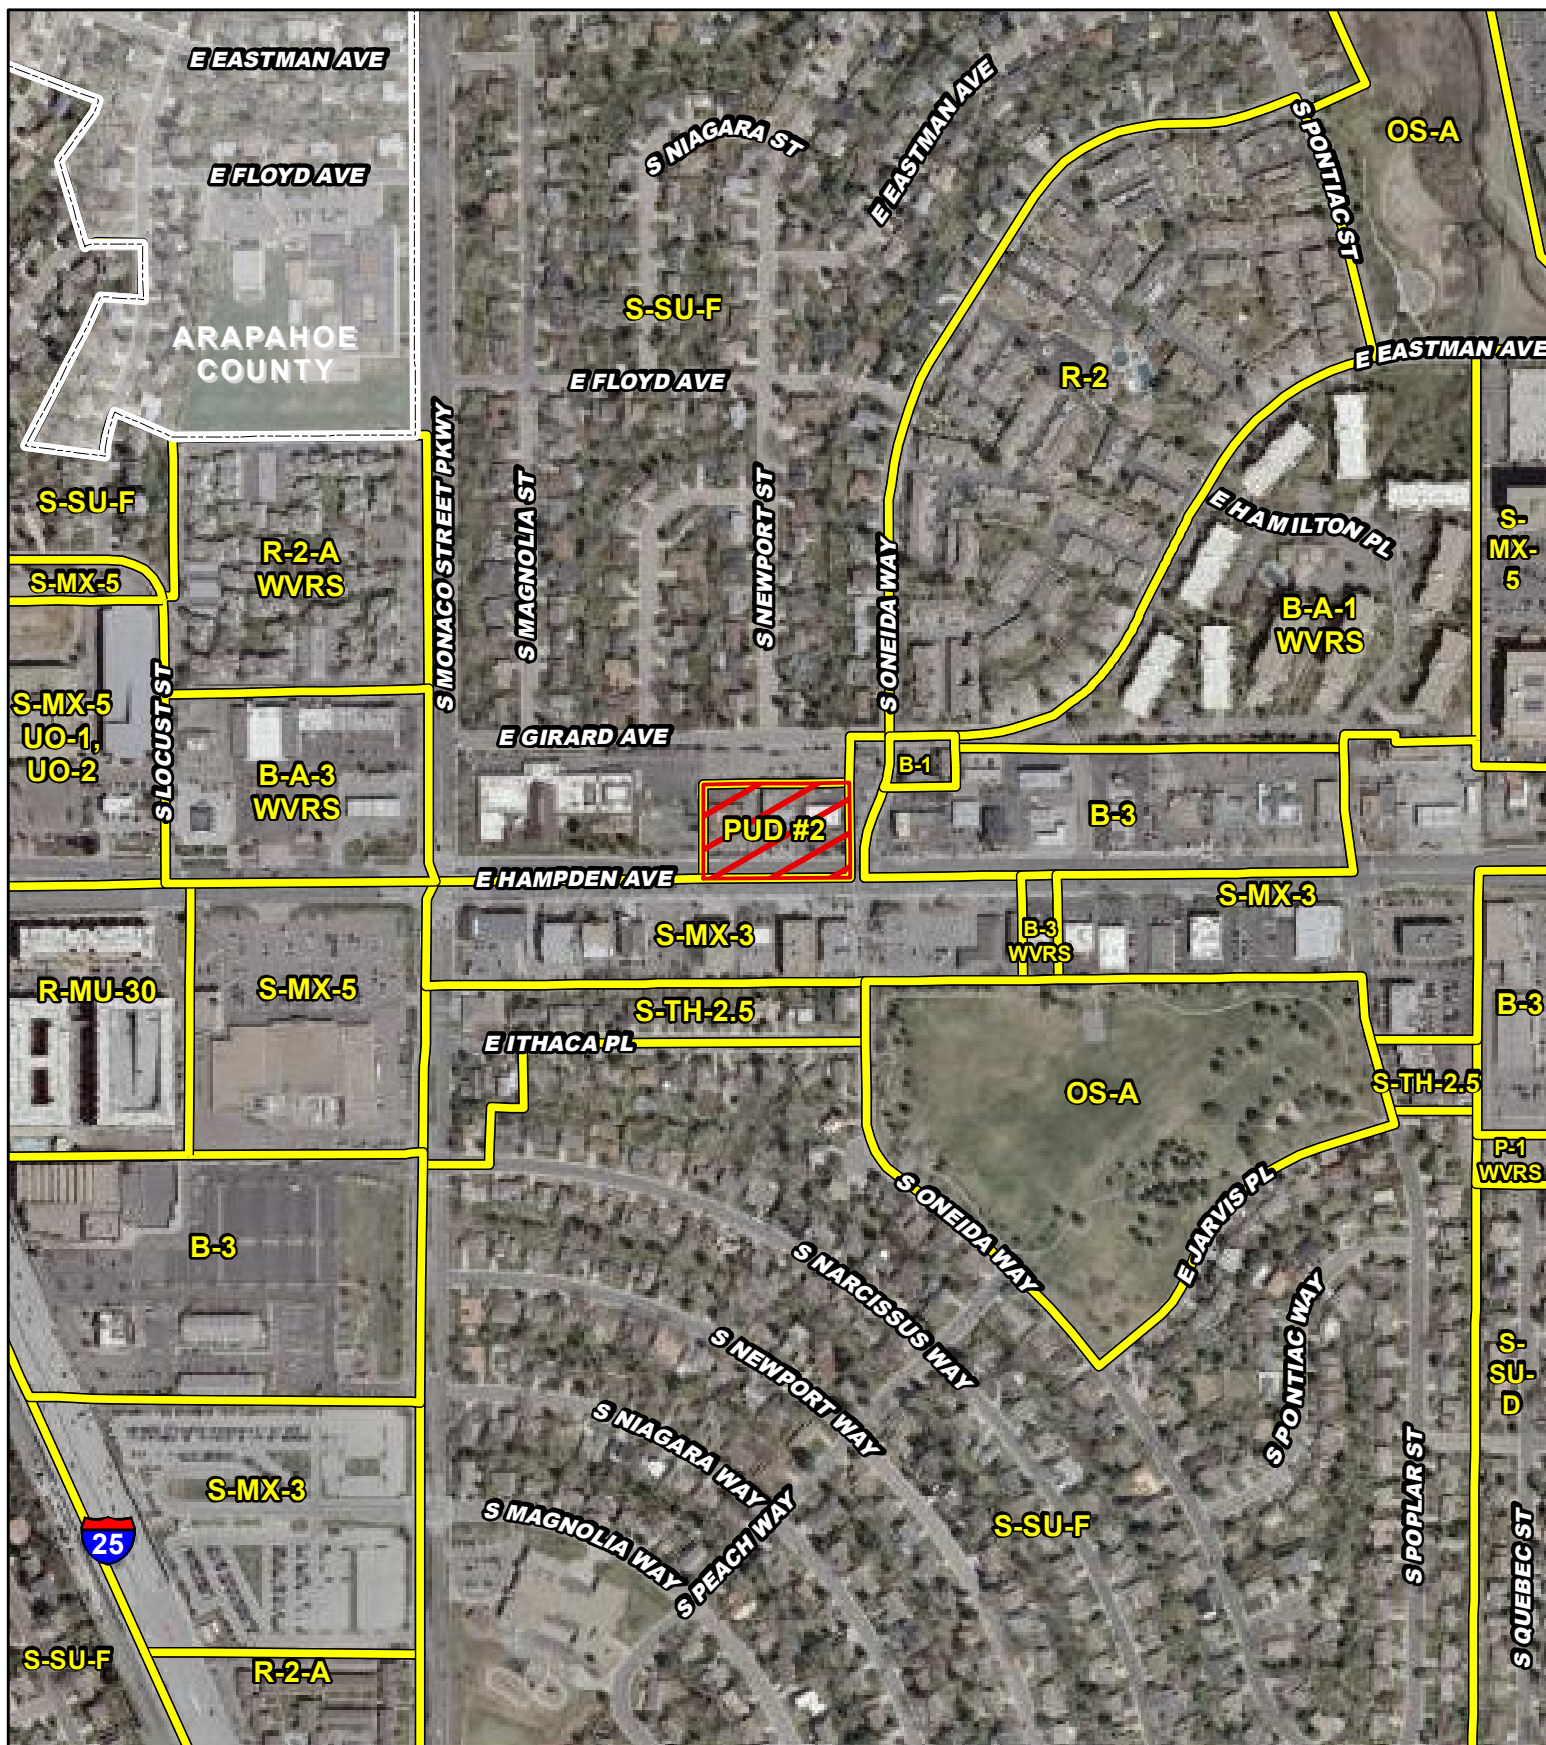 E EASTMAN AVE
S NIAGARA ST
E EASTMAN AVE
S PONTIAC ST
OS-A
E FLOYD AVE
ARAPAHOE
COUNTY
S-SU-F
E FLOYD AVE
R-2
E EASTMAN AVE
S MONACO STREET PKWY
S MAGNOLIA ST
S NEWPORT ST
S ONEIDA WAY
E HAMILTON PL
S-SU-F
S-MX-5
R-2-A
WVRS
B-A-1
WVRS
S-
MX-
5
S-MX-5
UO-1,
UO-2
S LOCUST ST
B-A-3
WVRS
E GIRARD AVE
B-1
PUD #2
B-3
E HAMPDEN AVE
S-MX-3
S-MX-3
B-3
WVRS
R-MU-30
S-MX-5
S-TH-2.5
B-3
E ITHACA PL
OS-A
S-TH-2.5
P-1
WVRS
S ONEIDA WAY
E JARVIS PL
B-3
S NARCISSUS WAY
S PONTIAC WAY
S NEWPORT WAY
S-
SU-
D
S NIAGARA WAY
S MAGNOLIA WAY
S PEACH WAY
S-MX-3
25
S-SU-F
S POPLAR ST
S QUEBEC ST
S-SU-F
R-2-A